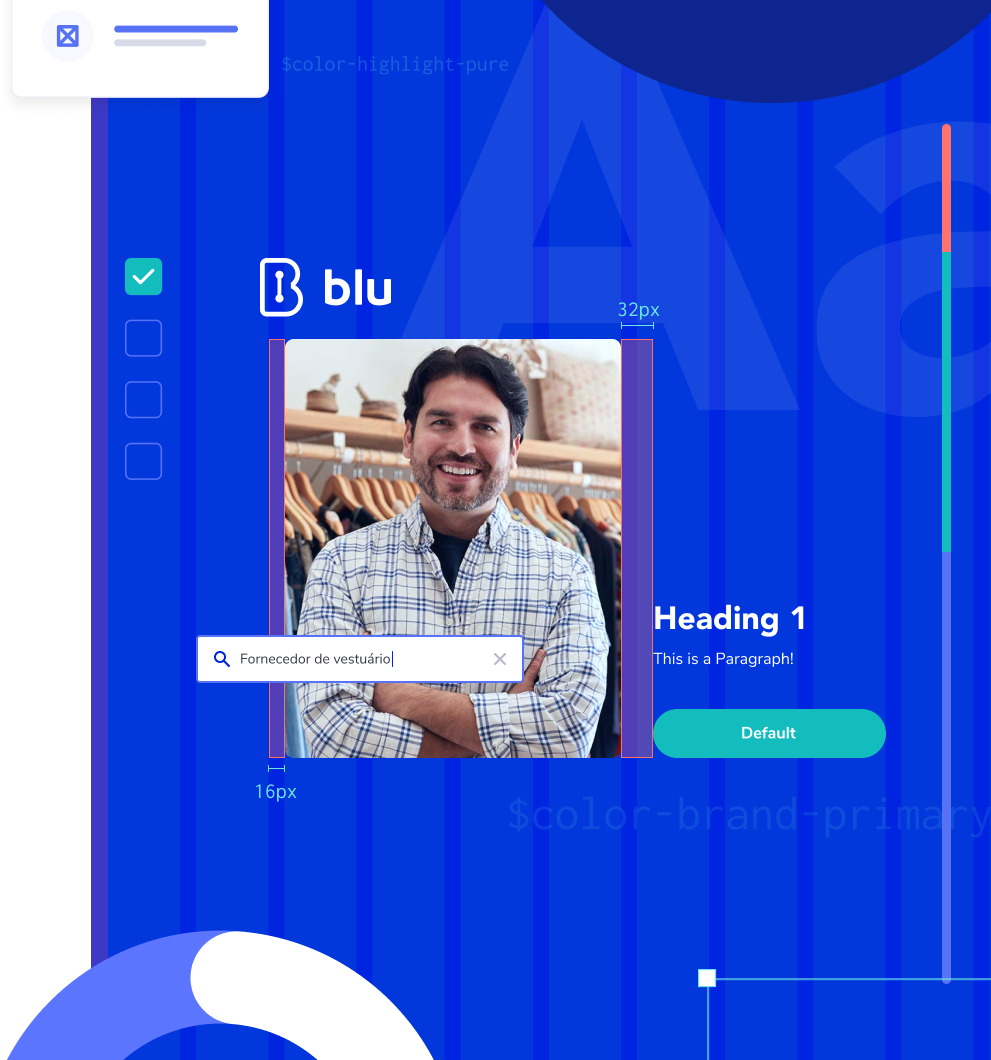 $color-highlight-pure
Aa
blu
32px
Fornecedor de vestuário
Heading 1
This is a Paragraph!
Default
16px
$color-brand-primary